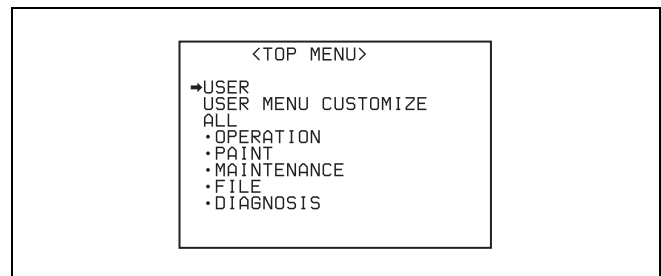 <TOP MENU>
➡USER
USER MENU CUSTOMIZE
ALL
·OPERATION
·PAINT
·MAINTENANCE
·FILE
·DIAGNOSIS